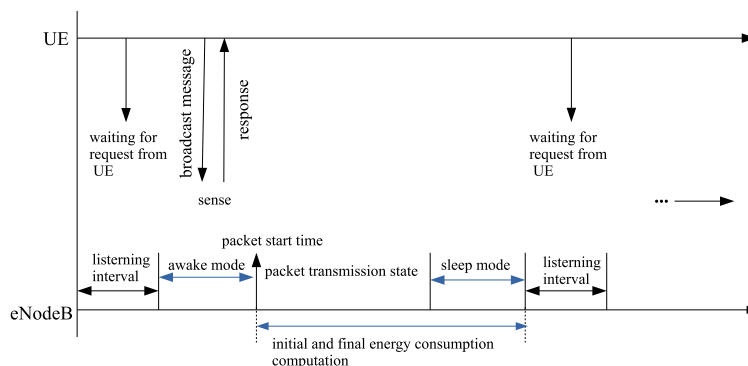 UE
broadcast message
response
waiting for
request from
UE
waiting for
request from
UE
sense
...
packet start time
listerning
interval
awake mode
packet transmission state
sleep mode
listerning
interval
eNodeB
initial and final energy consumption
computation